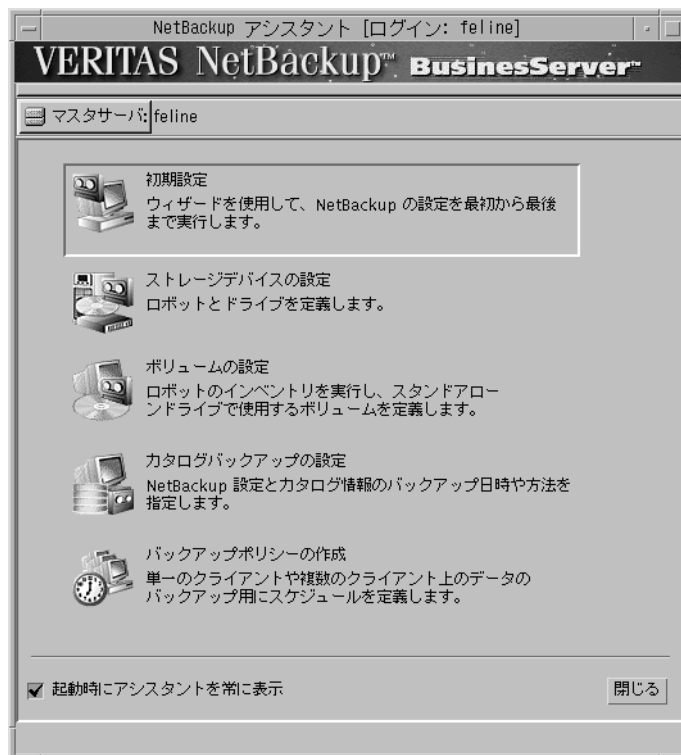 NetBackup アシスタント [ログイン: feline]
VERITAS NetBackup™ BusinesServer™
マスタサーバ: feline
初期設定
ウィザードを使用して、NetBackup の設定を最初から最後
まで実行します。
ストレージデバイスの設定
ロボットとドライブを定義します。
ボリュームの設定
ロボットのインベントリを実行し、スタンドアロー
ンドライブで使用するボリュームを定義します。
カタログバックアップの設定
NetBackup 設定とカタログ情報のバックアップ日時や方法を
指定します。
バックアップポリシーの作成
単一のクライアントや複数のクライアント上のデータの
バックアップ用にスケジュールを定義します。
起動時にアシスタントを常に表示
閉じる